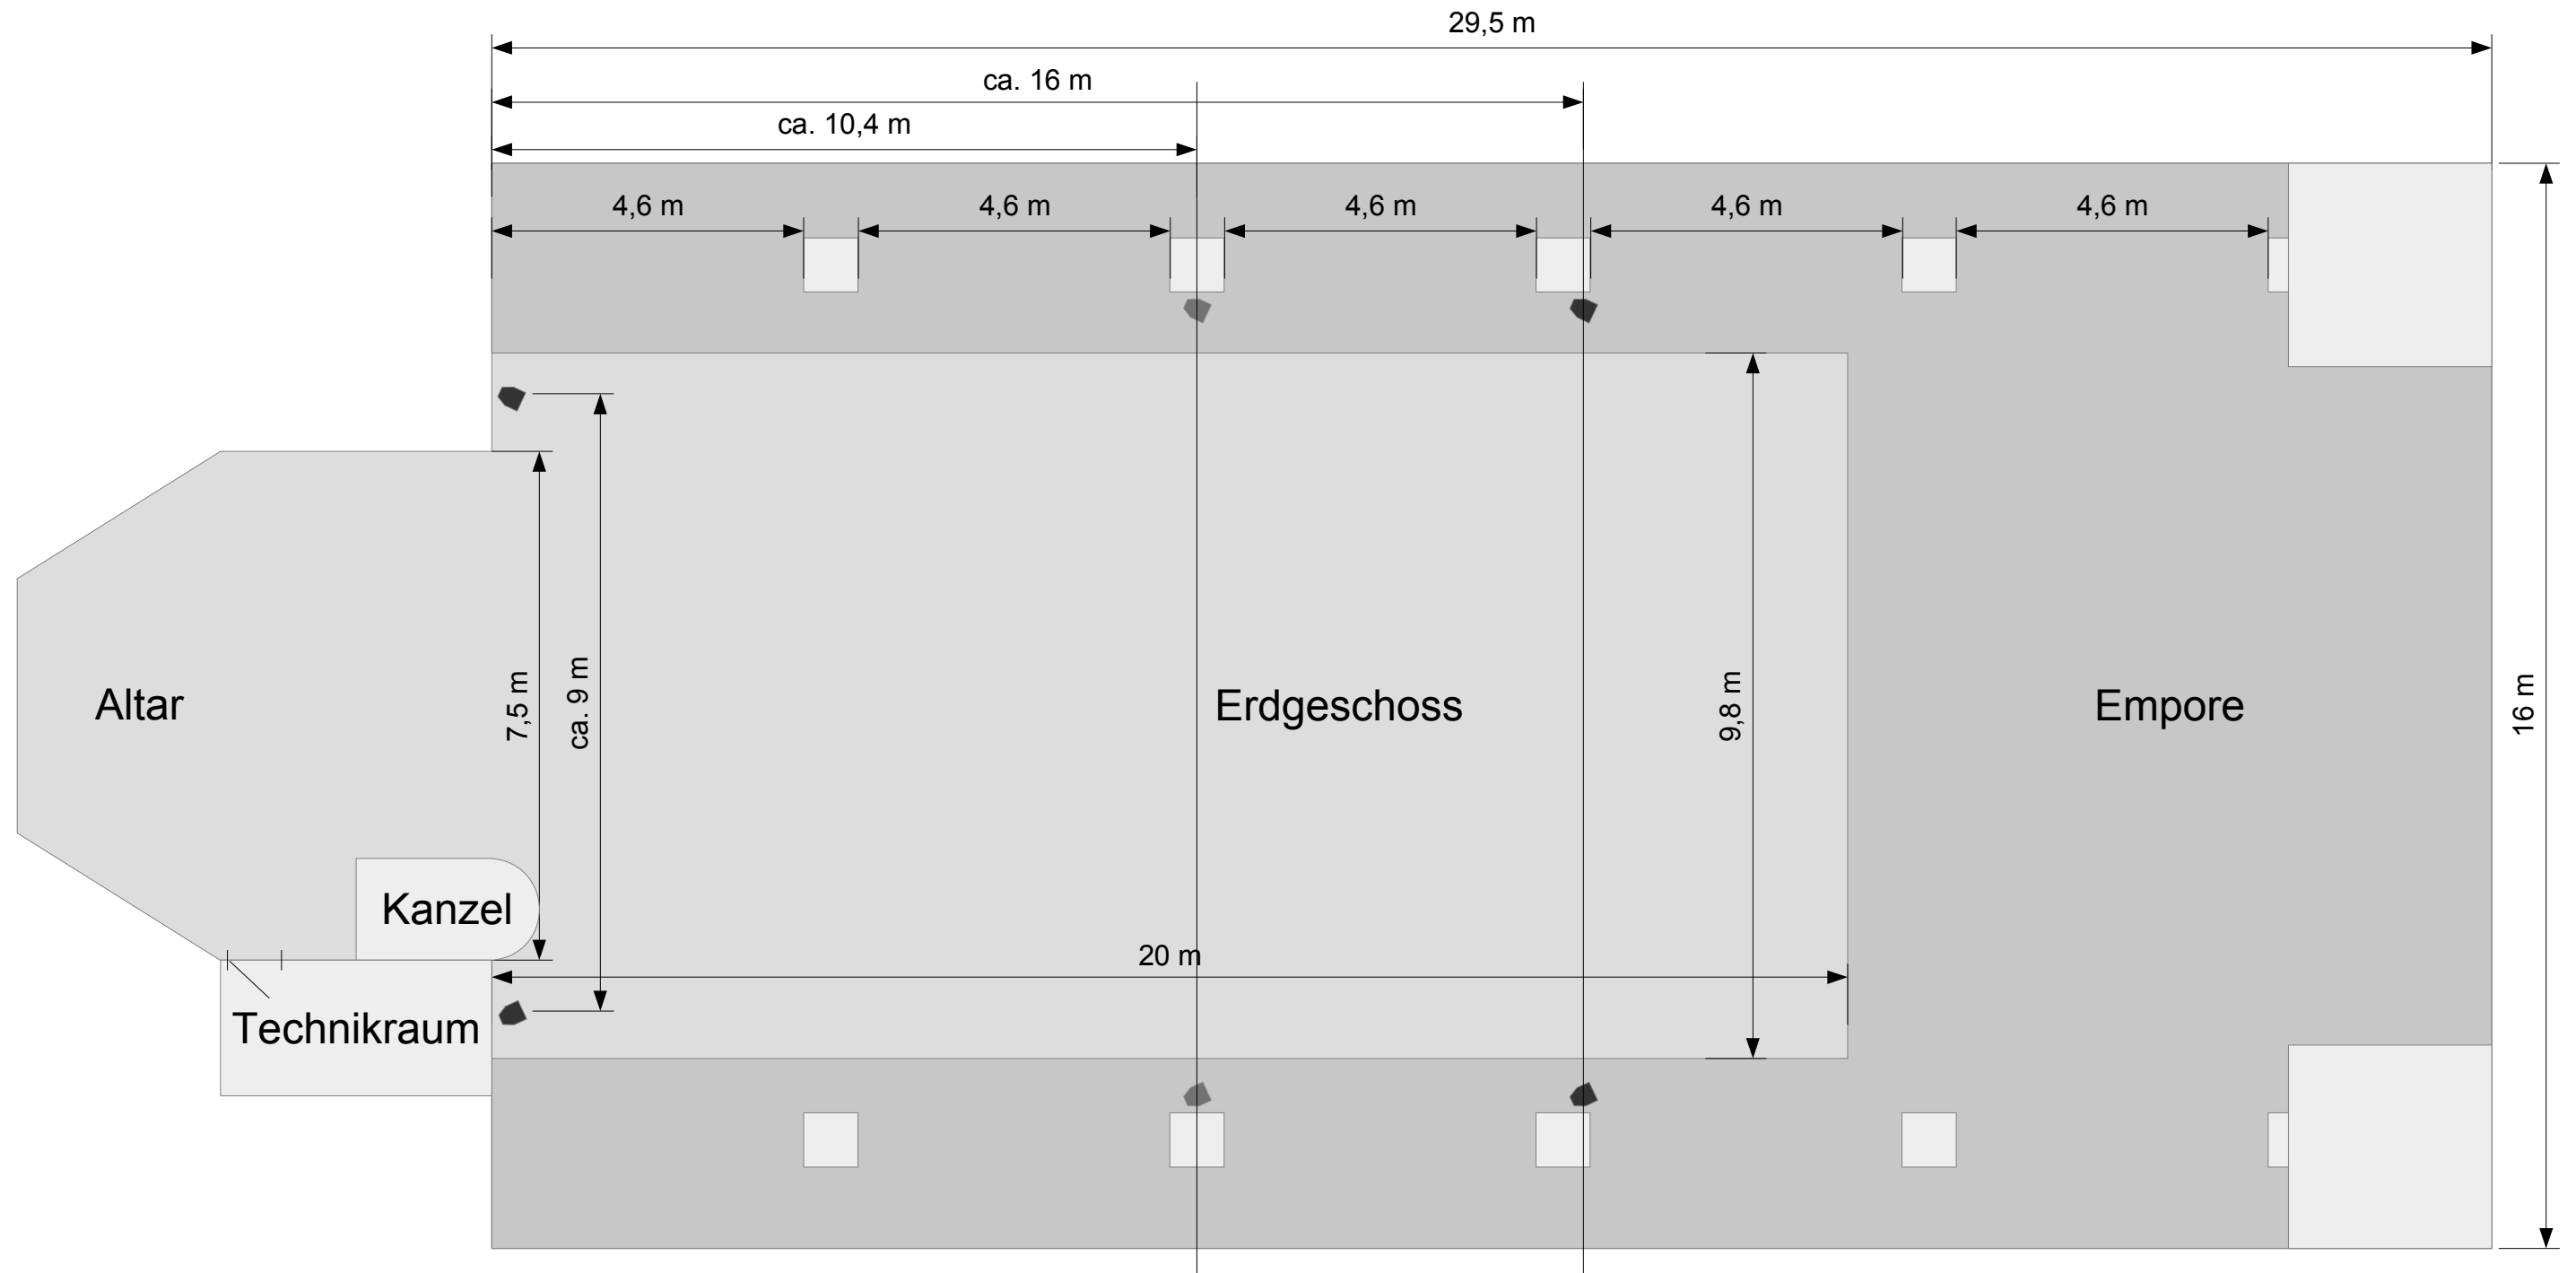 29,5 m
ca. 16 m
ca. 10,4 m
4,6 m
4,6 m
4,6 m
4,6 m
4,6 m
Altar
7,5 m
ca. 9 m
Erdgeschoss
9,8 m
Empore
16 m
Kanzel
20 m
Technikraum